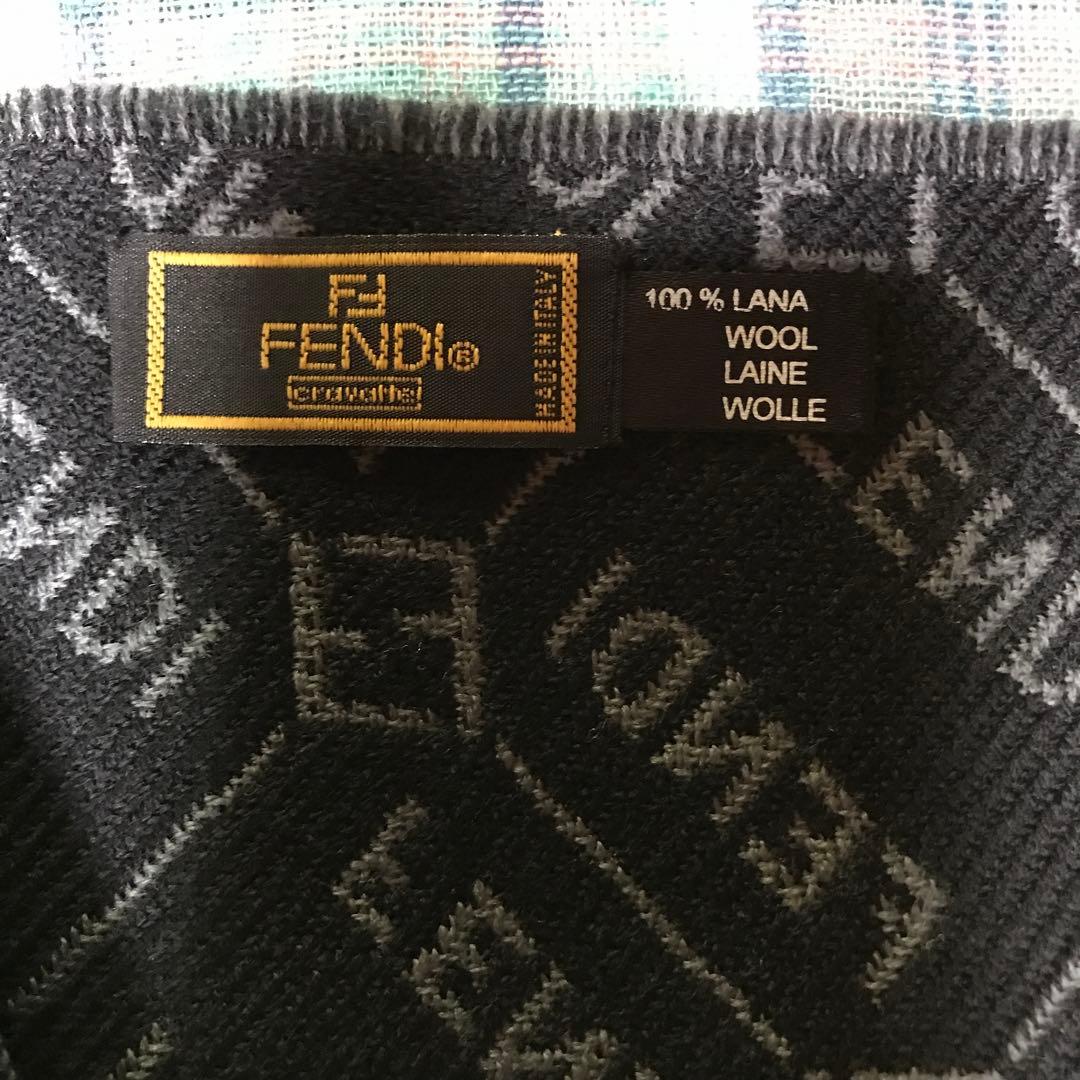 FF
FENDI®
cravatte
MADE IN ITALY
100 % LANA
WOOL
LAINE
WOLLE